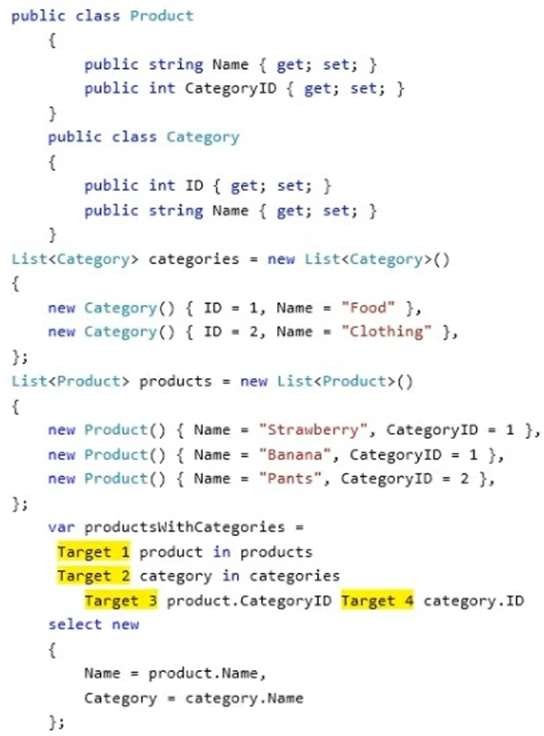 public class Product
{
public string Name { get; set; }
public int CategoryID { get; set; }
}
public class Category
{
public int ID { get; set; }
public string Name { get; set; }
}
List<Category> categories = new List<Category>()
{
new Category() { ID = 1, Name = "Food" },
new Category() { ID = 2, Name = "Clothing" },
};
List<Product> products = new List<Product>()
{
new Product() { Name = "Strawberry", CategoryID = 1 },
new Product() { Name = "Banana", CategoryID = 1 },
new Product() { Name = "Pants", CategoryID = 2 },
};
var productsWithCategories =
Target 1 product in products
Target 2 category in categories
Target 3 product.CategoryID Target 4 category.ID
select new
{
Name = product.Name,
Category = category.Name
};